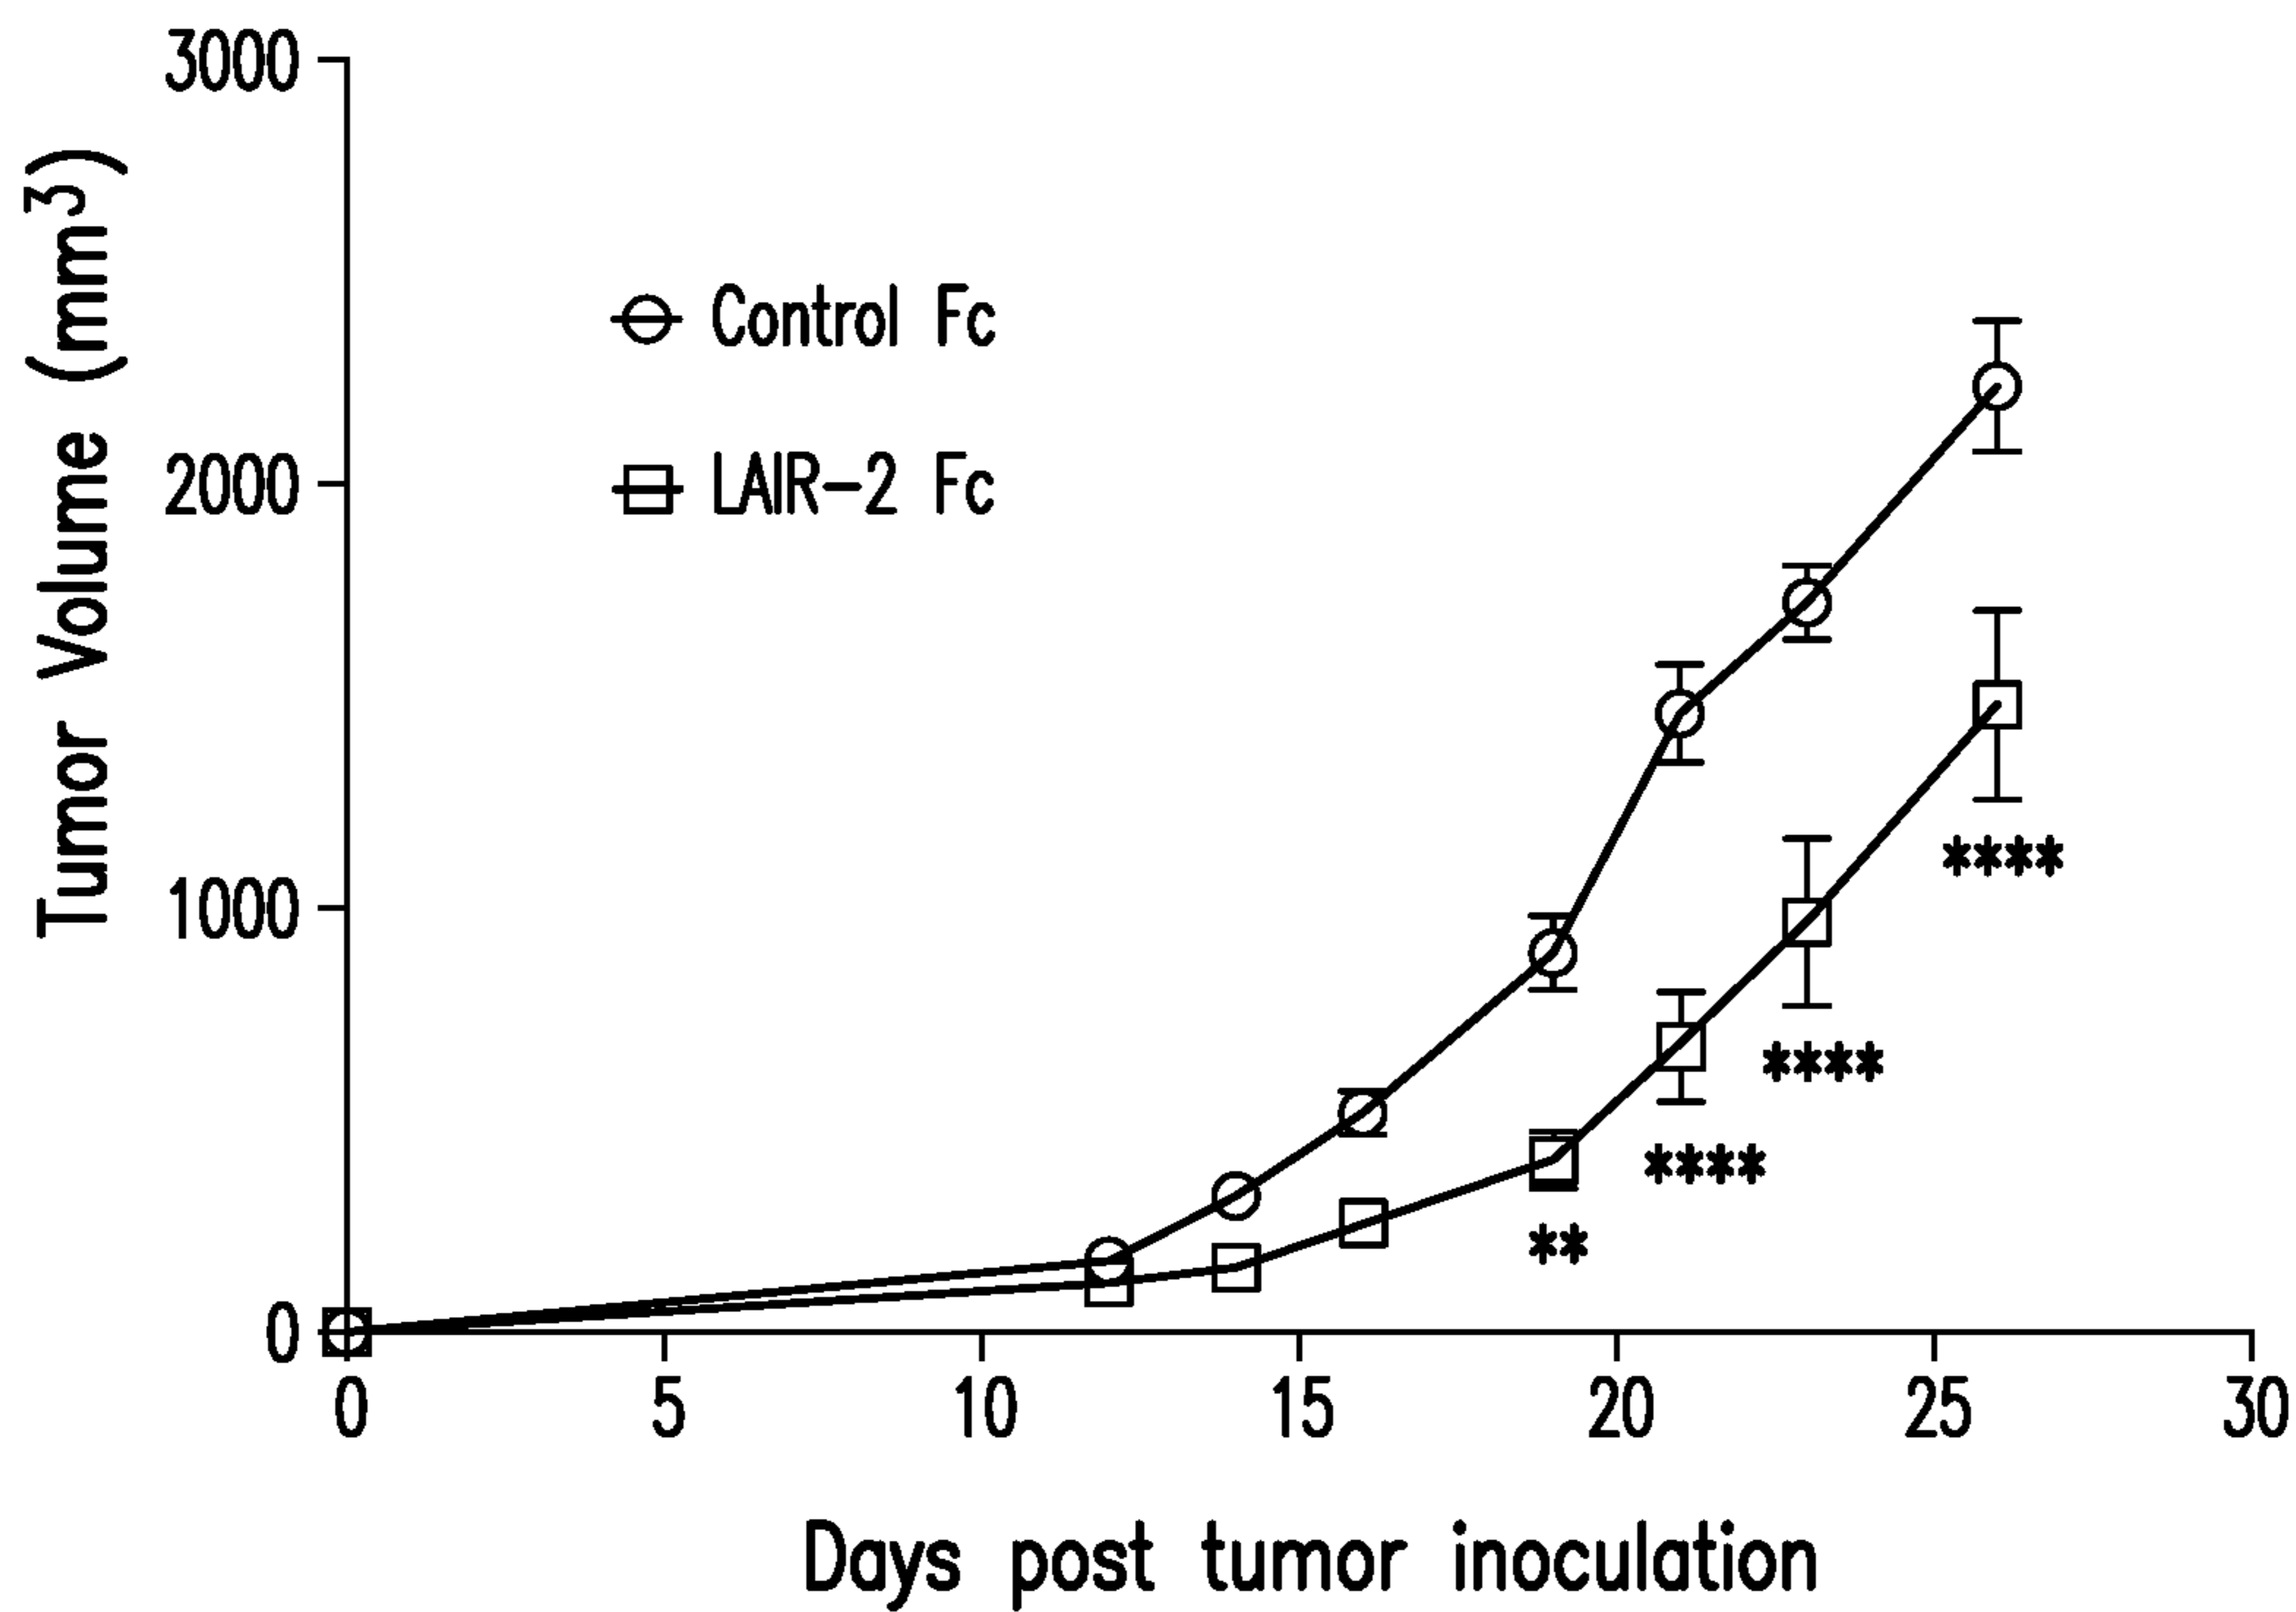 Tumor Volume (mm³)
3000
2000
1000
0
Control Fc
LAIR-2 Fc
****
****
****
**
0 5 10 15 20 25 30
Days post tumor inoculation